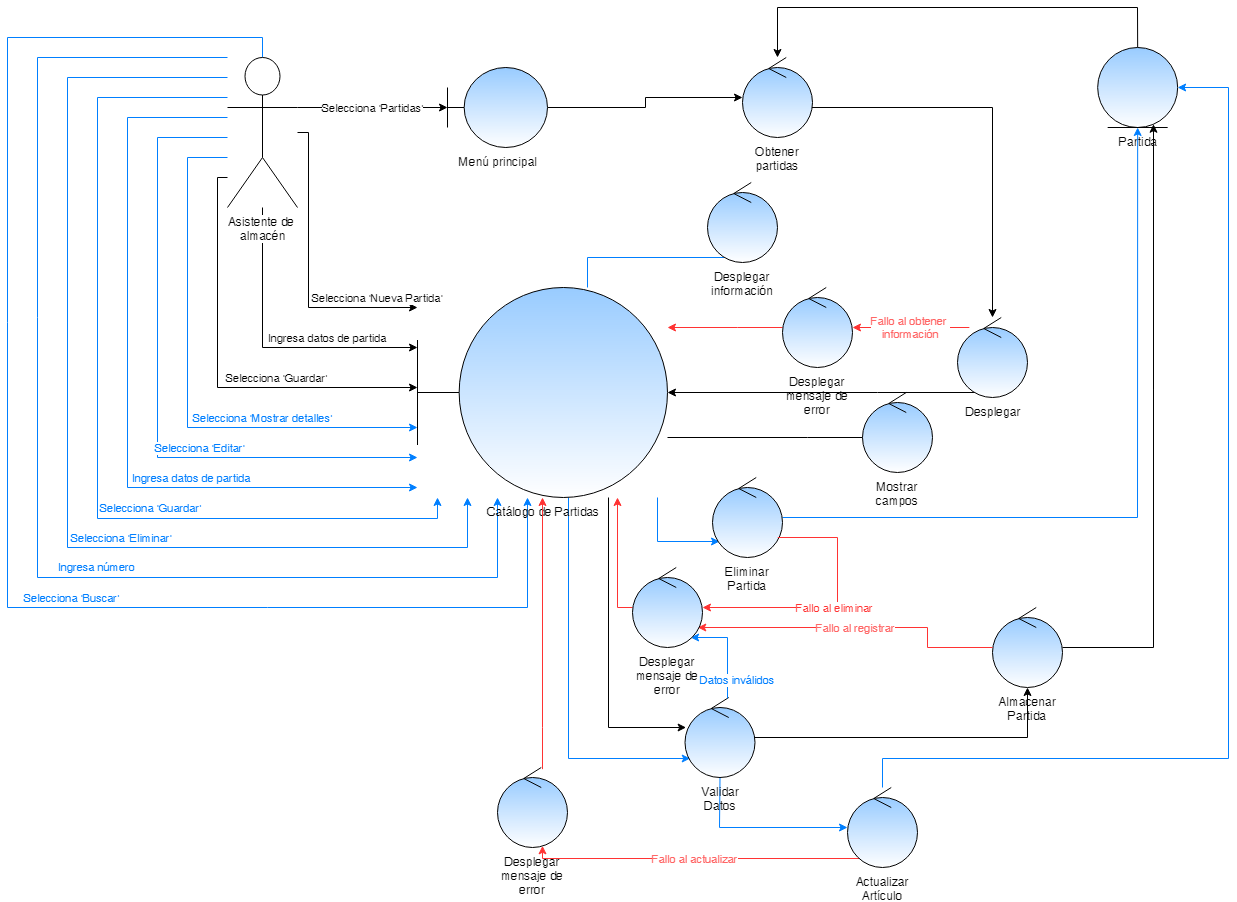 Selecciona 'Partidas'
Menú principal
Obtener
partidas
Partida
Asistente de
almacén
Desplegar
información
Selecciona 'Nueva Partida'
Fallo al obtener
información
Ingresa datos de partida
Desplegar
mensaje de
error
Desplegar
Selecciona 'Guardar'
Selecciona 'Mostrar detalles'
Selecciona 'Editar'
Mostrar
campos
Ingresa datos de partida
Selecciona 'Guardar'
Catálogo de Partidas
Selecciona 'Eliminar'
Ingresa número
Eliminar
Partida
Selecciona 'Buscar'
Fallo al eliminar
Fallo al registrar
Desplegar
mensaje de
error
Datos inválidos
Almacenar
Partida
Validar
Datos
Fallo al actualizar
Desplegar
mensaje de
error
Actualizar
Artículo